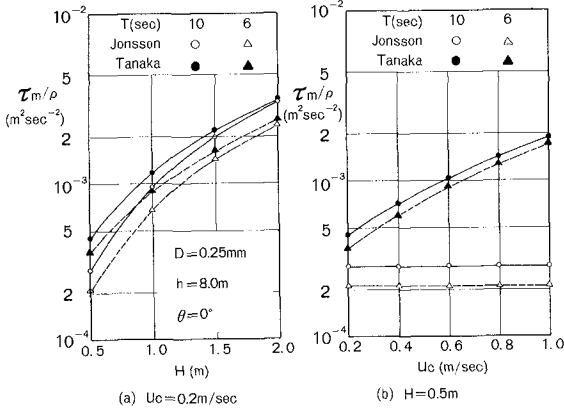 10⁻² T(sec) 10 6
Jonsson ○ △
Tanaka ● ▲
5
τm/ρ
(m²sec⁻²)
2
10⁻³
5
2
10⁻⁴
D=0.25mm
h=8.0m
θ=0°
0.5 1.0 1.5 2.0
H (m)
(a) Uc=0.2m/sec
10⁻² T(sec) 10 6
Jonsson ○ △
Tanaka ● ▲
5
τm/ρ
(m²sec⁻²)
2
10⁻³
5
2
10⁻⁴
0.2 0.4 0.6 0.8 1.0
Uc (m/sec)
(b) H=0.5m